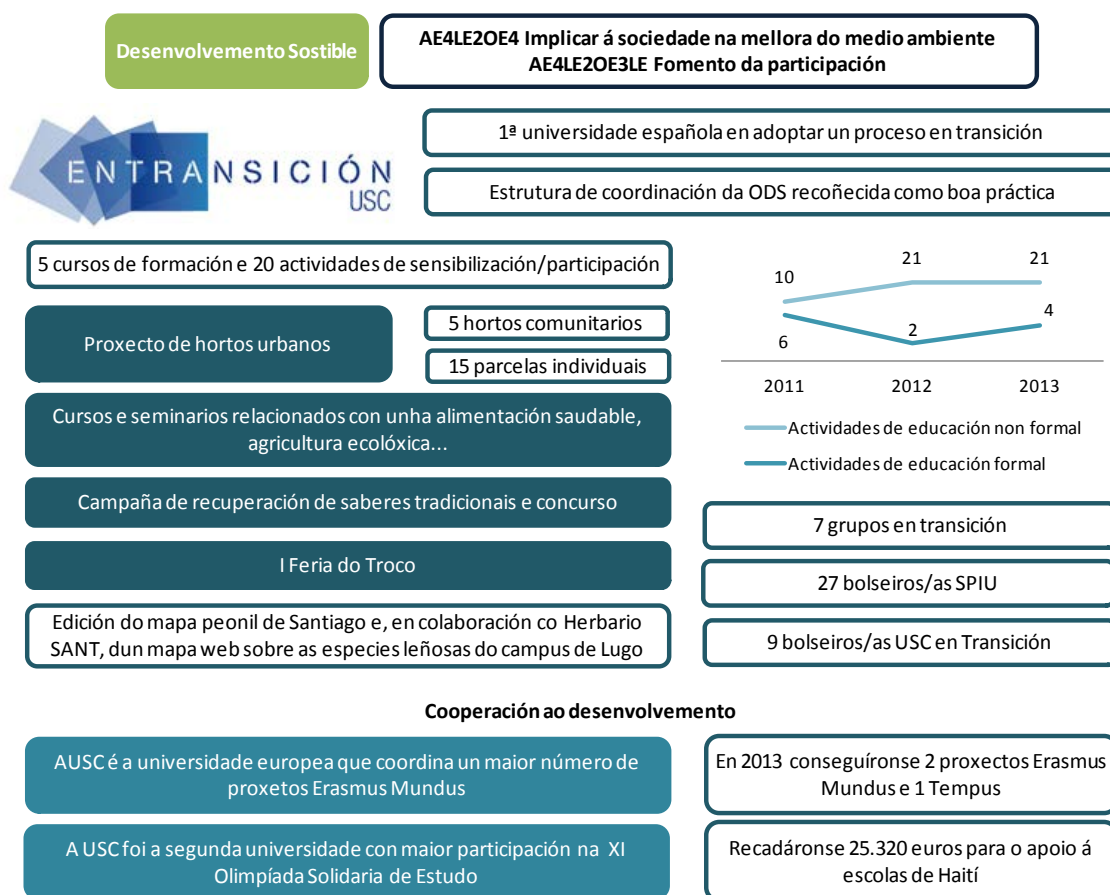 Desenvolvemento Sostible
AE4LE2OE4 Implicar á sociedade na mellora do medio ambiente
AE4LE2OE3LE Fomento da participación
ENTRANSICIÓN
USC
1ª universidade española en adoptar un proceso en transición
Estrutura de coordinación da ODS recoñecida como boa práctica
5 cursos de formación e 20 actividades de sensibilización/participación
Proxecto de hortos urbanos
5 hortos comunitarios
15 parcelas individuais
Cursos e seminarios relacionados con unha alimentación saudable,
agricultura ecolóxica...
Campaña de recuperación de saberes tradicionais e concurso
I Feria do Troco
Edición do mapa peonil de Santiago e, en colaboración co Herbario
SANT, dun mapa web sobre as especies leñosas do campus de Lugo
10
21
21
6
2
4
2011
2012
2013
Actividades de educación non formal
Actividades de educación formal
7 grupos en transición
27 bolseiros/as SPIU
9 bolseiros/as USC en Transición
Cooperación ao desenvolvemento
AUSC é a universidade europea que coordina un maior número de
proxetos Erasmus Mundus
En 2013 conseguíronse 2 proxectos Erasmus
Mundus e 1 Tempus
A USC foi a segunda universidade con maior participación na XI
Olimpíada Solidaria de Estudo
Recadáronse 25.320 euros para o apoio á
escolas de Haití